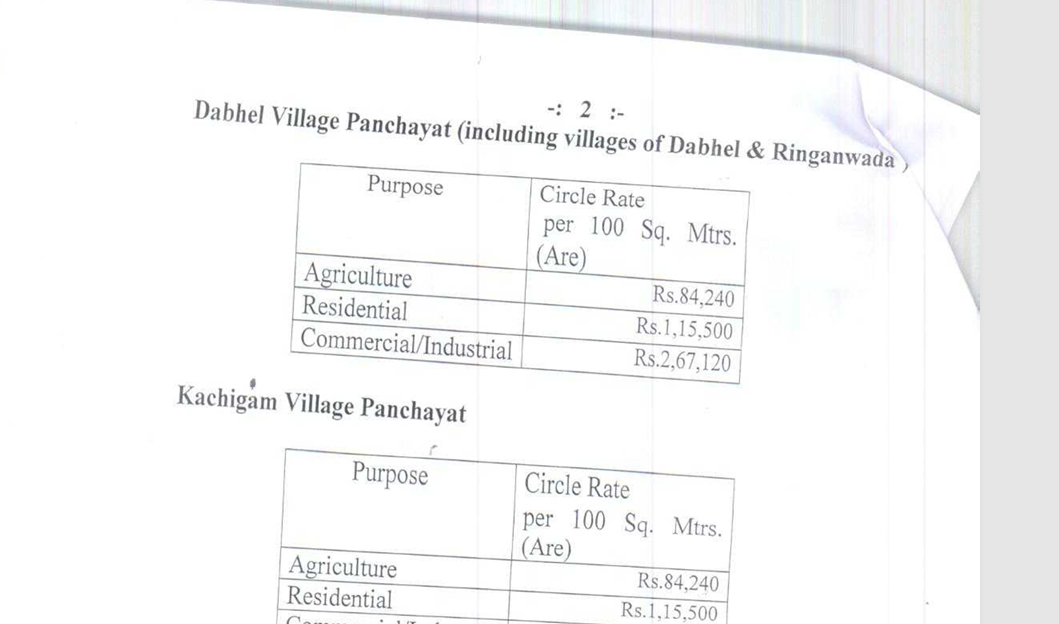 -: 2 :-
Dabhel Village Panchayat (including villages of Dabhel & Ringanwada )
Purpose
Circle Rate
per 100 Sq. Mtrs.
(Are)
Agriculture
Rs.84,240
Residential
Rs.1,15,500
Commercial/Industrial
Rs.2,67,120
Kachigam Village Panchayat
Purpose
Circle Rate
per 100 Sq. Mtrs.
(Are)
Agriculture
Rs.84,240
Residential
Rs.1,15,500